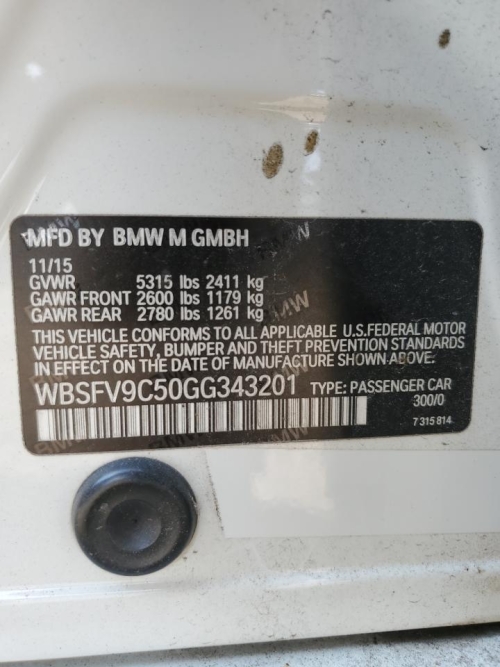 MFD BY BMW M GMBH
11/15
GVWR 5315 lbs 2411 kg
GAWR FRONT 2600 lbs 1179 kg
GAWR REAR 2780 lbs 1261 kg
THIS VEHICLE CONFORMS TO ALL APPLICABLE U.S.FEDERAL MOTOR
VEHICLE SAFETY, BUMPER, AND THEFT PREVENTION STANDARDS
IN EFFECT ON THE DATE OF MANUFACTURE SHOWN ABOVE.
WBSFV9C50GG343201 TYPE: PASSENGER CAR
300/0
7 315 814